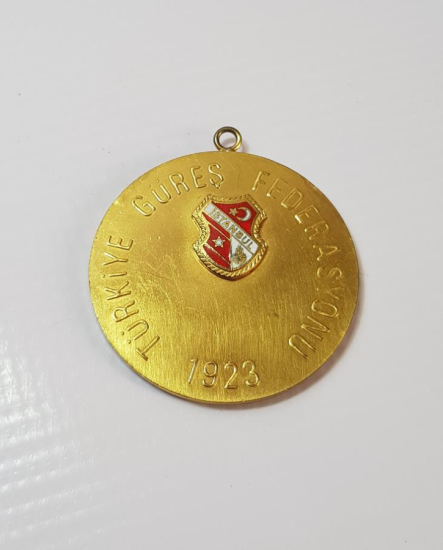 TÜRKİYE GÜREŞ FEDERASYONU
İSTANBUL
1923